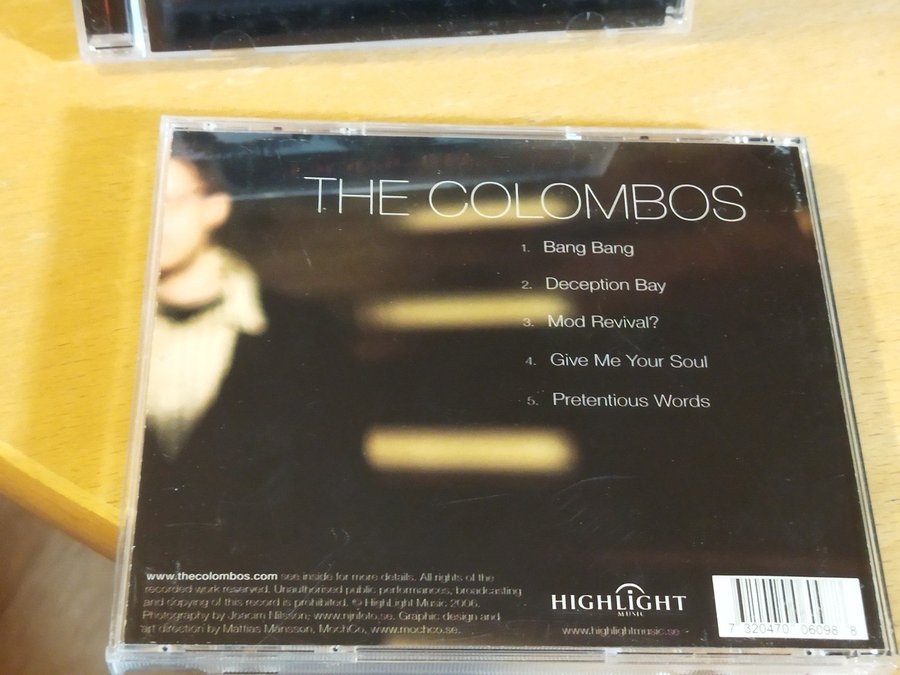 THE COLOMBOS
1. Bang Bang
2. Deception Bay
3. Mod Revival?
4. Give Me Your Soul
5. Pretentious Words
www.thecolombos.com see inside for more details. All rights of the
recorded work reserved. Unauthorised public performances, broadcasting
and copying of this record is prohibited. © HighLight Music 2006.
Photography by Joacim Nilsson, www.njnfoto.se. Graphic design and
art direction by Mattias Månsson, MochCo, www.mochco.se.
HIGHLIGHT
MUSIC
www.highlightmusic.se
7 320470 06098 8